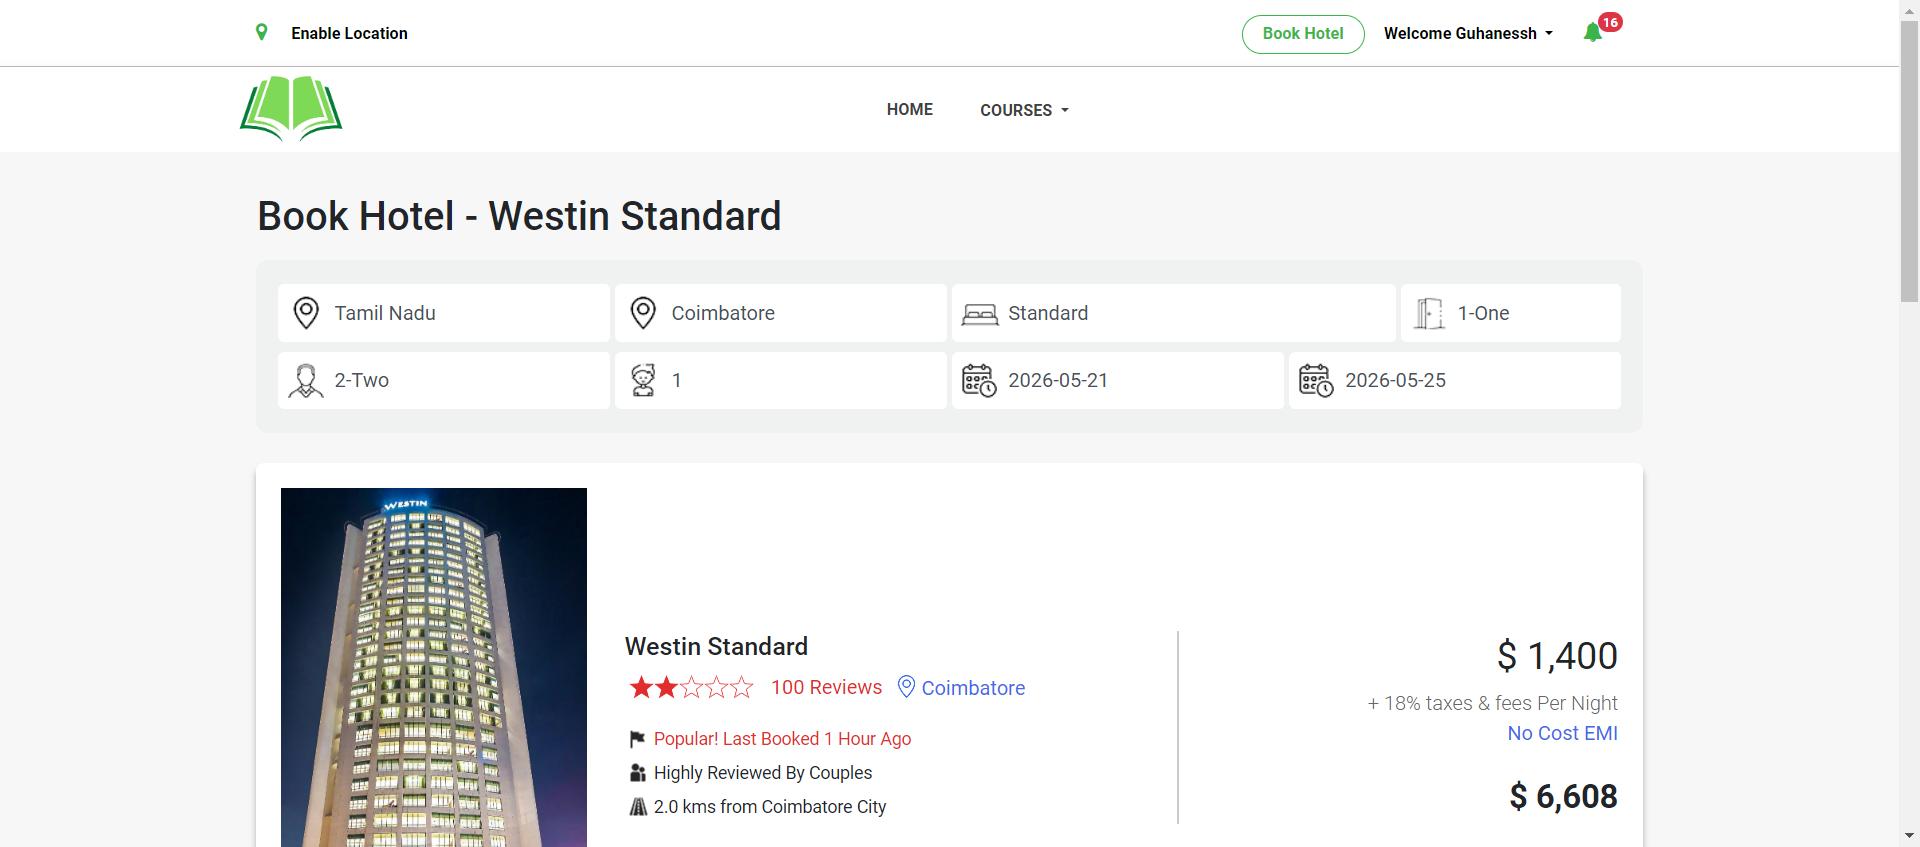 Enable Location
Book Hotel
Welcome Guhanessh
16
HOME
COURSES
Book Hotel - Westin Standard
Tamil Nadu
Coimbatore
Standard
1-One
2-Two
1
2026-05-21
2026-05-25
WESTIN
Westin Standard
100 Reviews
Coimbatore
Popular! Last Booked 1 Hour Ago
Highly Reviewed By Couples
2.0 kms from Coimbatore City
$ 1,400
+ 18% taxes & fees Per Night
No Cost EMI
$ 6,608